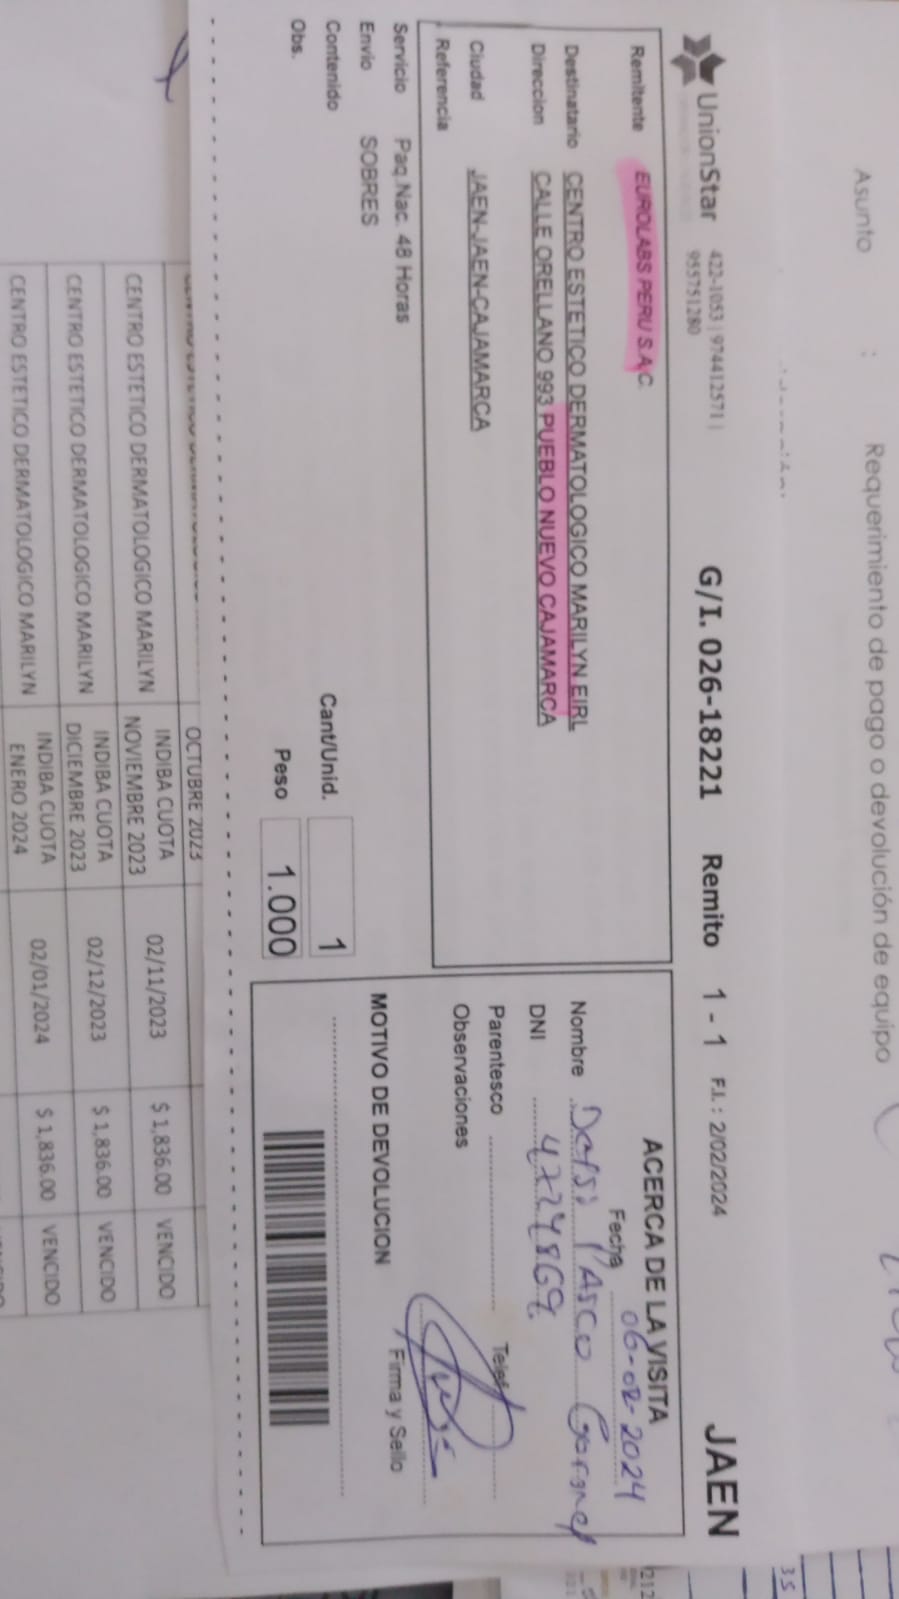 Asunto : Requerimiento de pago o devolución de equipo
UnionStar 422-1053 | 974412571 |
955751280
G/I. 026-18221 Remito 1 - 1 F.I.: 2/02/2024 JAEN
Remitente EUROLABS PERU S.A.C.
Destinatario CENTRO ESTETICO DERMATOLOGICO MARILYN EIRL
Direccion CALLE ORELLANO 993 PUEBLO NUEVO CAJAMARCA
Ciudad JAEN-JAEN-CAJAMARCA
Referencia
Servicio Paq.Nac. 48 Horas
Envio SOBRES
Contenido
Obs.
Cant/Unid. 1
Peso 1.000
ACERCA DE LA VISITA
Fecha 06-02-2024
Nombre
DNI 47274869
Parentesco Telef
Observaciones
Firma y Sello
MOTIVO DE DEVOLUCION
OCTUBRE 2023
CENTRO ESTETICO DERMATOLOGICO MARILYN INDIBA CUOTA NOVIEMBRE 2023 02/11/2023 $ 1,836.00 VENCIDO
CENTRO ESTETICO DERMATOLOGICO MARILYN INDIBA CUOTA DICIEMBRE 2023 02/12/2023 $ 1,836.00 VENCIDO
CENTRO ESTETICO DERMATOLOGICO MARILYN INDIBA CUOTA ENERO 2024 02/01/2024 $ 1,836.00 VENCIDO
212
35